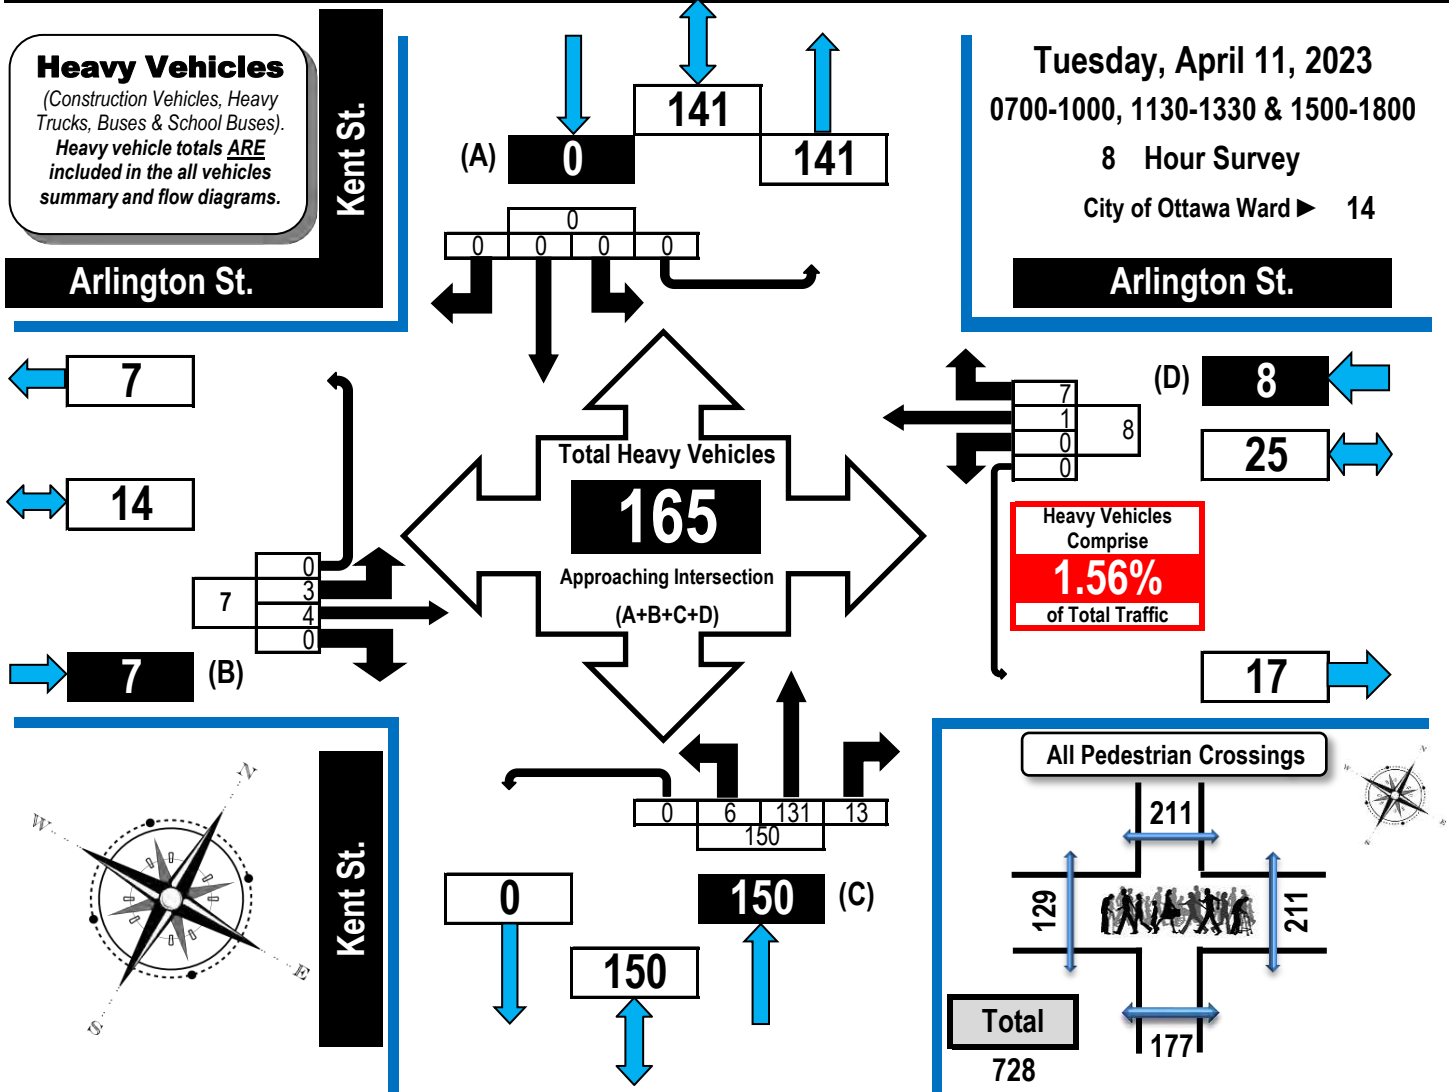 Heavy Vehicles
(Construction Vehicles, Heavy
Trucks, Buses & School Buses).
Heavy vehicle totals ARE
included in the all vehicles
summary and flow diagrams.
Kent St.
Arlington St.
141
(A) 0
141
0
0 0 0 0
Tuesday, April 11, 2023
0700-1000, 1130-1330 & 1500-1800
8 Hour Survey
City of Ottawa Ward ► 14
Arlington St.
7
14
0
3
4
0
7
7 (B)
Total Heavy Vehicles
165
Approaching Intersection
(A+B+C+D)
7
1
0
0
8
(D) 8
25
Heavy Vehicles
Comprise
1.56%
of Total Traffic
17
N
W
E
S
Kent St.
0 6 131 13
150
0
150 (C)
150
All Pedestrian Crossings
N
W
E
S
211
129
211
177
Total
728